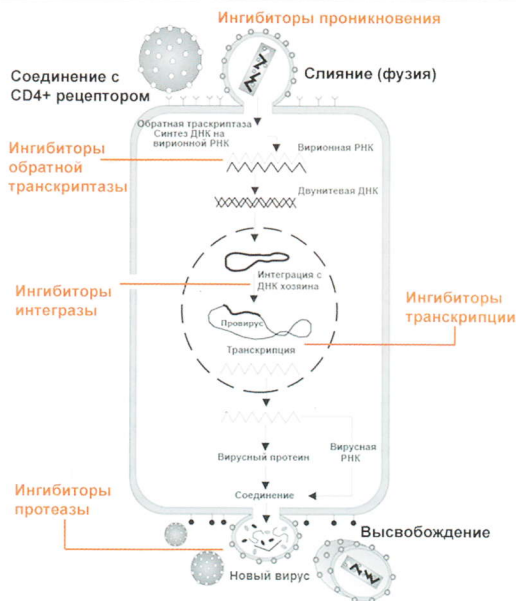 Ингибиторы проникновения
Соединение с
CD4+ рецептором
Слияние (фузия)
Обратная траскриптаза
Синтез ДНК на
вирионной РНК
Вирионная РНК
Ингибиторы
обратной
транскриптазы
Двунитевая ДНК
Интеграция с
ДНК хозяина
Ингибиторы
интегразы
Ингибиторы
транскрипции
Провирус
Транскрипция
Вирусный протеин
Вирусная
РНК
Соединение
Ингибиторы
протеазы
Высвобождение
Новый вирус